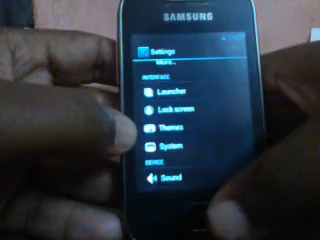 SAMSUNG
Settings
More...
INTERFACE
Launcher
Lock screen
Themes
System
DEVICE
Sound